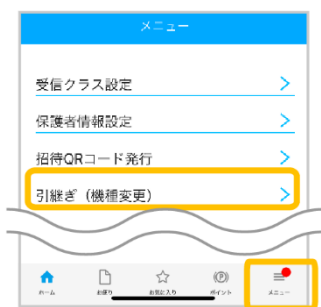 メニュー
受信クラス設定
保護者情報設定
招待QRコード発行
引継ぎ（機種変更）
ホーム お便り お気に入り ポイント メニュー